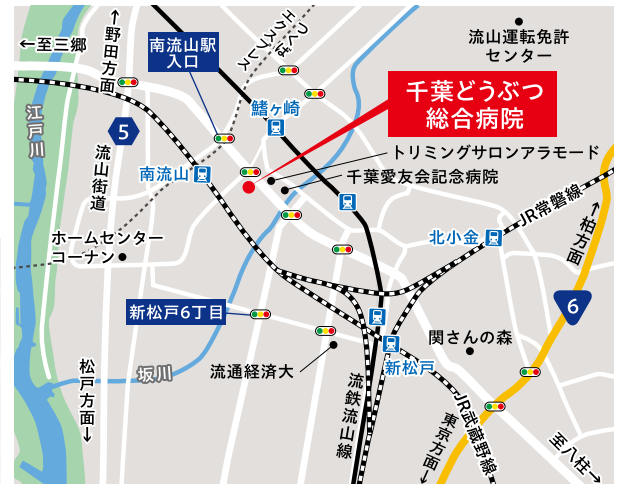 ←至三郷
↑野田方面
南流山駅
入口
つくば
エクスプレス
流山運転免許
センター
千葉どうぶつ
総合病院
江戸川
5
鰭ヶ崎
流山街道
南流山
トリミングサロンアラモード
千葉愛友会記念病院
JR常磐線
↑柏方面
北小金
ホームセンター
コーナン
新松戸6丁目
6
関さんの森
流通経済大
新松戸
坂川
松戸方面↓
流鉄流山線
JR武蔵野線
東京方面↓
至八柱→